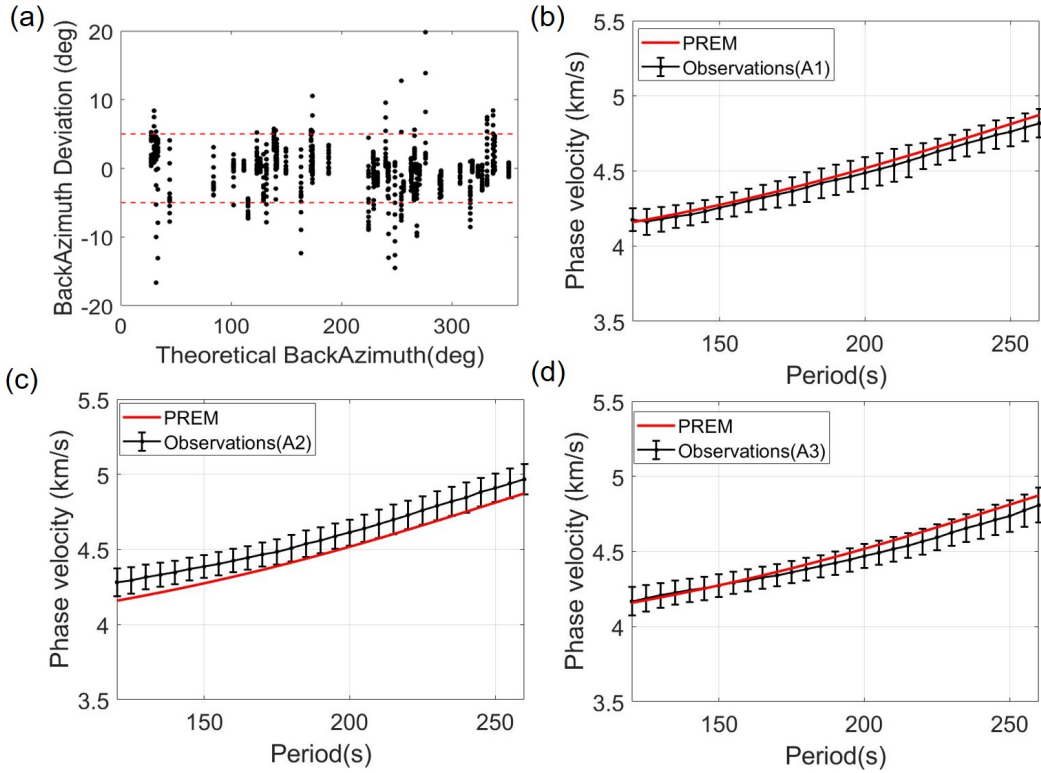 (a)
BackAzimuth Deviation (deg)
20
10
0
-10
-20
0
100
200
300
Theoretical BackAzimuth(deg)
(b)
Phase velocity (km/s)
5.5
5
4.5
4
3.5
PREM
Observations(A1)
150
200
250
Period(s)
(c)
Phase velocity (km/s)
5.5
5
4.5
4
3.5
PREM
Observations(A2)
150
200
250
Period(s)
(d)
Phase velocity (km/s)
5.5
5
4.5
4
3.5
PREM
Observations(A3)
150
200
250
Period(s)